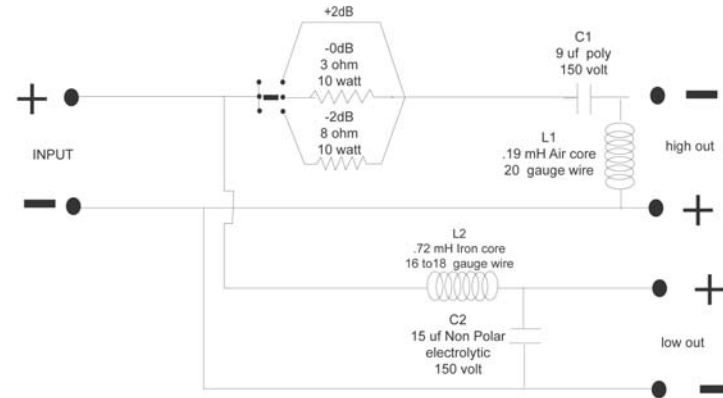 +2dB
-0dB
3 ohm
10 watt
-2dB
8 ohm
10 watt
C1
9 uf poly
150 volt
+
INPUT
−
L1
.19 mH Air core
20 gauge wire
−
high out
+
L2
.72 mH Iron core
16 to18 gauge wire
C2
15 uf Non Polar
electrolytic
150 volt
+
low out
−